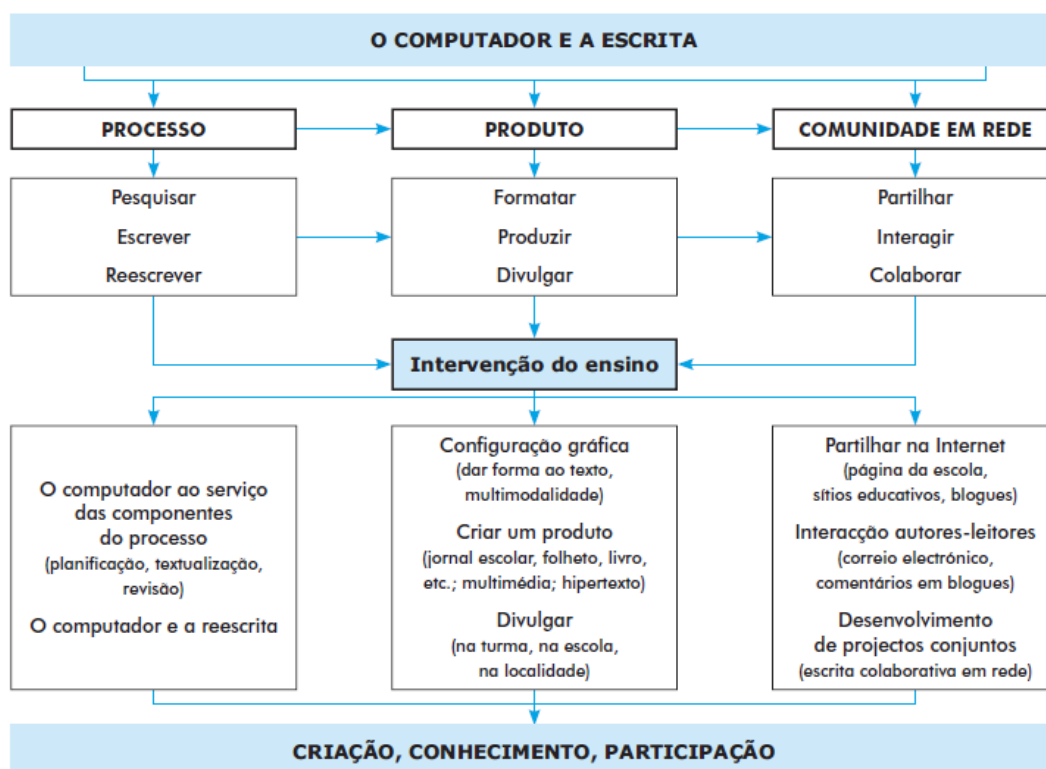 O COMPUTADOR E A ESCRITA
PROCESSO
PRODUTO
COMUNIDADE EM REDE
Pesquisar
Escrever
Reescrever
Formatar
Produzir
Divulgar
Partilhar
Interagir
Colaborar
Intervenção do ensino
O computador ao serviço
das componentes
do processo
(planificação, textualização,
revisão)
O computador e a reescrita
Configuração gráfica
(dar forma ao texto,
multimodalidade)
Criar um produto
(jornal escolar, folheto, livro,
etc.; multimédia; hipertexto)
Divulgar
(na turma, na escola,
na localidade)
Partilhar na Internet
(página da escola,
sítios educativos, blogues)
Interacção autores-leitores
(correio electrónico,
comentários em blogues)
Desenvolvimento
de projectos conjuntos
(escrita colaborativa em rede)
CRIAÇÃO, CONHECIMENTO, PARTICIPAÇÃO